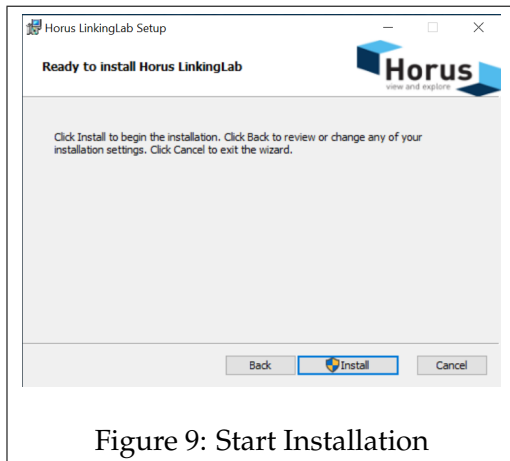 Horus LinkingLab Setup
Ready to install Horus LinkingLab
Horus
view and explore
Click Install to begin the installation. Click Back to review or change any of your
installation settings. Click Cancel to exit the wizard.
Back Install Cancel
Figure 9: Start Installation